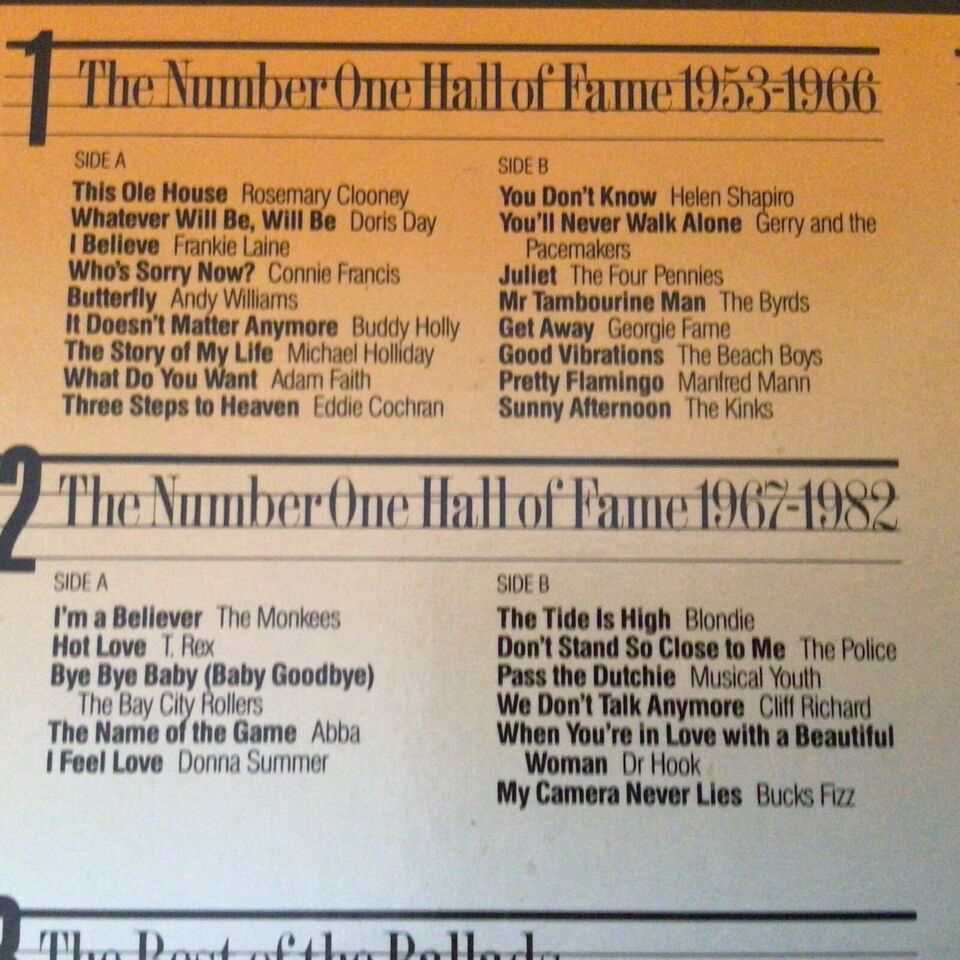 1
The Number One Hall of Fame 1953-1966
SIDE A
This Ole House Rosemary Clooney
Whatever Will Be, Will Be Doris Day
I Believe Frankie Laine
Who's Sorry Now? Connie Francis
Butterfly Andy Williams
It Doesn't Matter Anymore Buddy Holly
The Story of My Life Michael Holliday
What Do You Want Adam Faith
Three Steps to Heaven Eddie Cochran
SIDE B
You Don't Know Helen Shapiro
You'll Never Walk Alone Gerry and the
Pacemakers
Juliet The Four Pennies
Mr Tambourine Man The Byrds
Get Away Georgie Fame
Good Vibrations The Beach Boys
Pretty Flamingo Manfred Mann
Sunny Afternoon The Kinks
2
The Number One Hall of Fame 1967-1982
SIDE A
I'm a Believer The Monkees
Hot Love T. Rex
Bye Bye Baby (Baby Goodbye)
The Bay City Rollers
The Name of the Game Abba
I Feel Love Donna Summer
SIDE B
The Tide Is High Blondie
Don't Stand So Close to Me The Police
Pass the Dutchie Musical Youth
We Don't Talk Anymore Cliff Richard
When You're in Love with a Beautiful
Woman Dr Hook
My Camera Never Lies Bucks Fizz
3
The Best of the Ballads